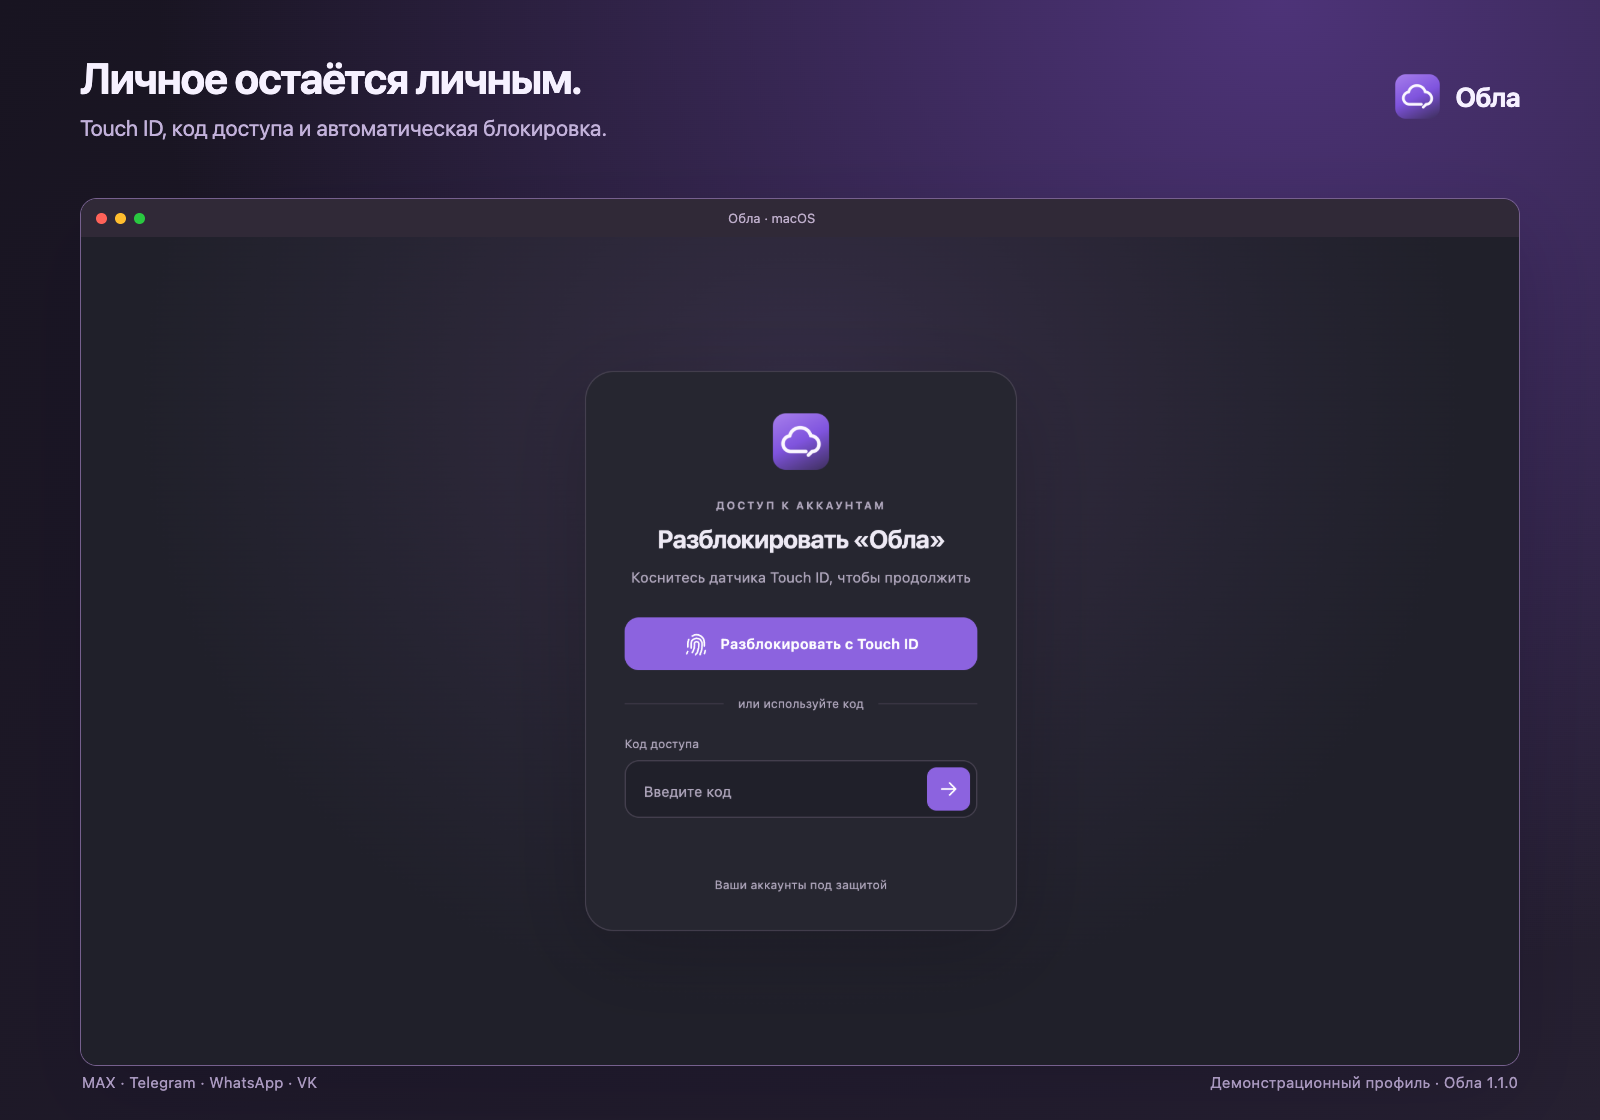 Личное остаётся личным.
Touch ID, код доступа и автоматическая блокировка.
Обла
Обла · macOS
ДОСТУП К АККАУНТАМ
Разблокировать «Обла»
Коснитесь датчика Touch ID, чтобы продолжить
Разблокировать с Touch ID
или используйте код
Код доступа
Введите код
Ваши аккаунты под защитой
MAX · Telegram · WhatsApp · VK
Демонстрационный профиль · Обла 1.1.0